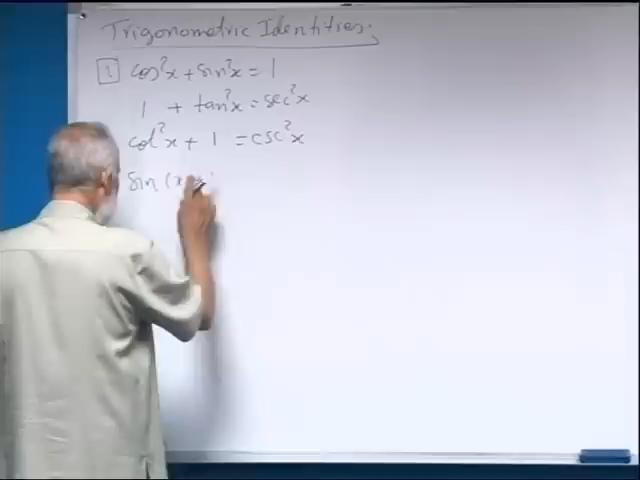 Trigonometric Identities:
1 cos²x + sin²x = 1
1 + tan²x = sec²x
cot²x + 1 = csc²x
sin (x